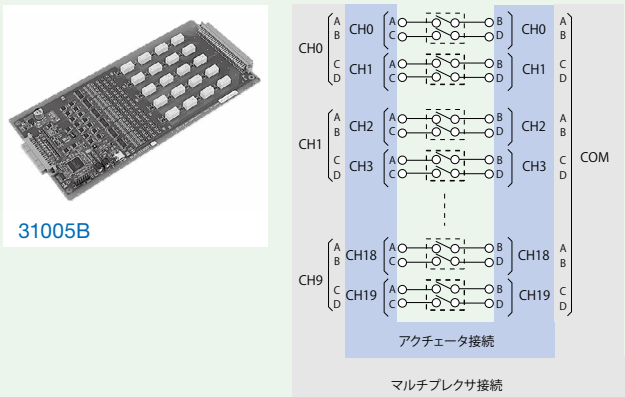 31005B
CH0 A B C D
CH0 A C B D CH0 A B
CH1 A C B D CH1 C D
CH1 A B C D
CH2 A C B D CH2 A B
CH3 A C B D CH3 C D
COM
CH9 A B C D
CH18 A C B D CH18 A B
CH19 A C B D CH19 C D
アクチェータ接続
マルチプレクサ接続